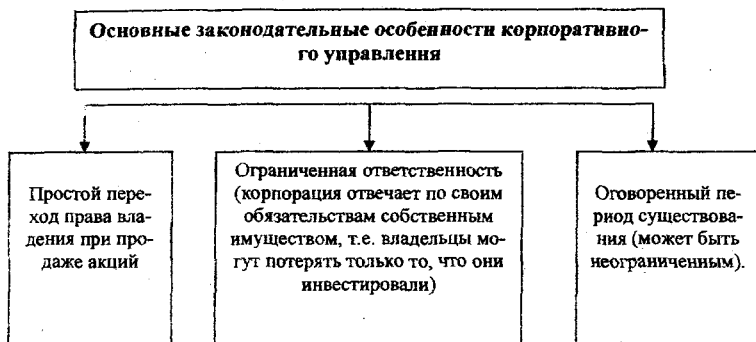 Основные законодательные особенности корпоративно-
го управления
Простой пере-
ход права вла-
дения при про-
даже акций
Ограниченная ответственность
(корпорация отвечает по своим
обязательствам собственным
имуществом, т.е. владельцы мо-
гут потерять только то, что они
инвестировали)
Оговоренный пе-
риод существова-
ния (может быть
неограниченным).